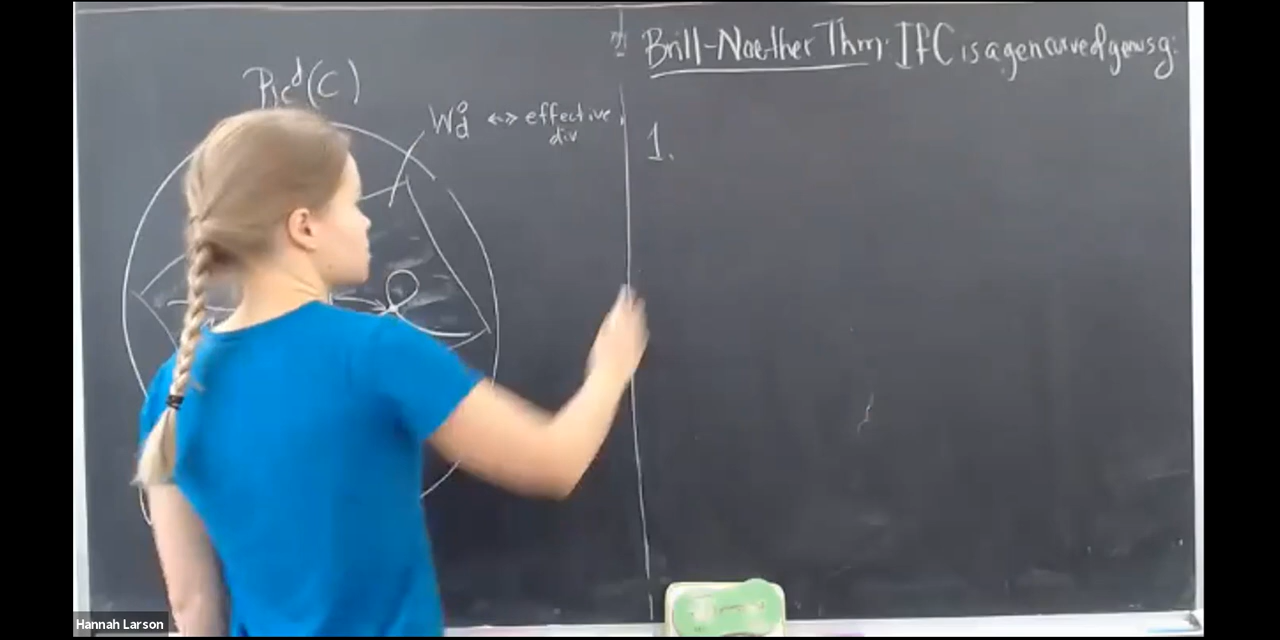 Pic^d(C)
W_d^0 <-> effective
div
Brill-Noether Thm: If C is a gen curve of genus g:
1.
Hannah Larson